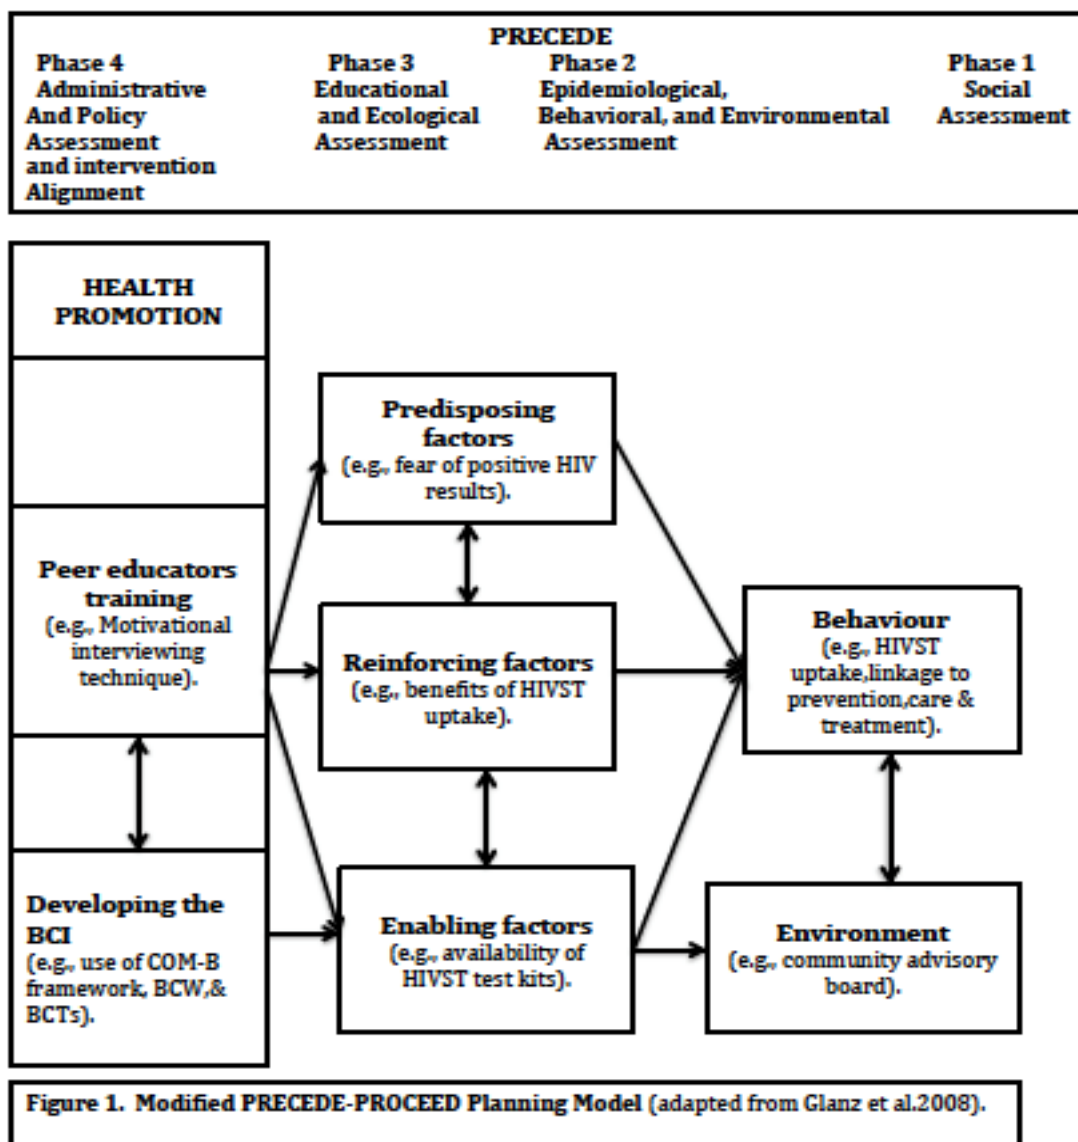 PRECEDE
Phase 4
Administrative
And Policy
Assessment
and intervention
Alignment
Phase 3
Educational
and Ecological
Assessment
Phase 2
Epidemiological,
Behavioral, and Environmental
Assessment
Phase 1
Social
Assessment
HEALTH
PROMOTION
Peer educators
training
(e.g., Motivational
interviewing
technique).
Developing the
BCI
(e.g., use of COM-B
framework, BCW,&
BCTs).
Predisposing
factors
(e.g., fear of positive HIV
results).
Reinforcing factors
(e.g., benefits of HIVST
uptake).
Enabling factors
(e.g., availability of
HIVST test kits).
Behaviour
(e.g., HIVST
uptake,linkage to
prevention,care &
treatment).
Environment
(e.g., community advisory
board).
Figure 1. Modified PRECEDE-PROCEED Planning Model (adapted from Glanz et al.2008).